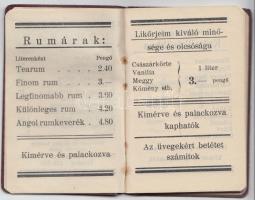 Rumárak:
Literenként Pengő
Tearum . . . . 2.40
Finom rum . . . 3.—
Legfinomabb rum . 3.60
Különleges rum . 4.20
Angol rumkeverék . 4.80
Kimérve és palackozva
Likőrjeim kiváló minő-
sége és olcsósága
Császárkörte
Vanilia
Meggy
Kömény stb.
1 liter
3.— pengő
Kimérve és palackozva
kaphatók
Az üvegekért betétet
számítok